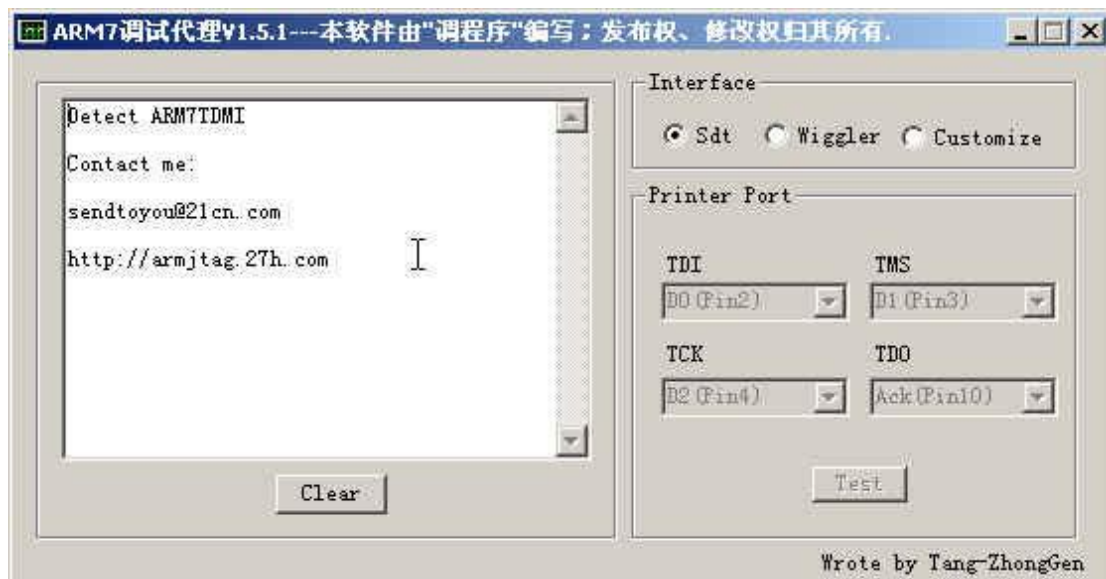 ARM7调试代理V1.5.1---本软件由"调程序"编写；发布权、修改权归其所有.
Detect ARM7TDMI
Contact me:
sendtoyou@21cn.com
http://armjtag.27h.com
Clear
Interface
Sdt Wiggler Customize
Printer Port
TDI TMS
D0(Pin2) D1(Pin3)
TCK TDO
D2(Pin4) Ack(Pin10)
Test
Wrote by Tang-ZhongGen